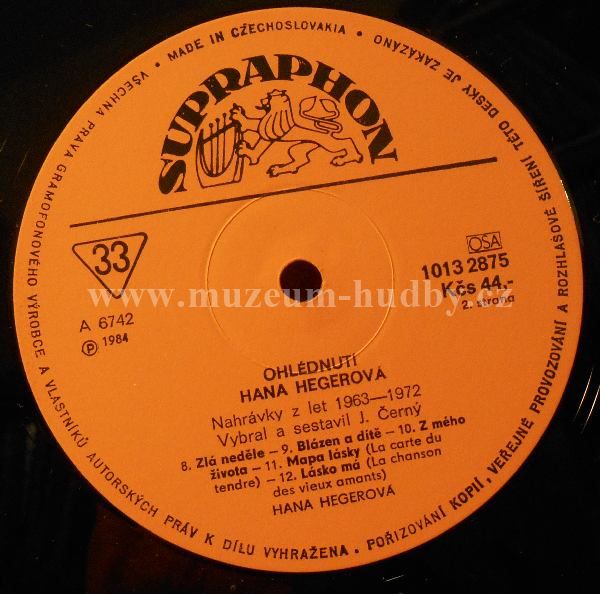 VŠECHNA PRÁVA GRAMOFONOVÉHO VÝROBCE A VLASTNÍKŮ AUTORSKÝCH PRÁV K DÍLU VYHRAŽENA. POŘIZOVÁNÍ KOPIÍ, VEŘEJNÉ PROVOZOVÁNÍ A ROZHLASOVÉ ŠÍŘENÍ TÉTO DESKY JE ZAKÁZÁNO • MADE IN CZECHOSLOVAKIA •
SUPRAPHON
33
OSA
1013 2875
Kčs 44,-
2. strana
www.muzeum-hudby.cz
A 6742
Ⓟ 1984
OHLÉDNUTÍ
HANA HEGEROVÁ
Nahrávky z let 1963—1972
Vybral a sestavil J. Černý
8. Zlá neděle – 9. Blázen a dítě – 10. Z mého
života – 11. Mapa lásky (La carte du
tendre) – 12. Lásko má (La chanson
des vieux amants)
HANA HEGEROVÁ